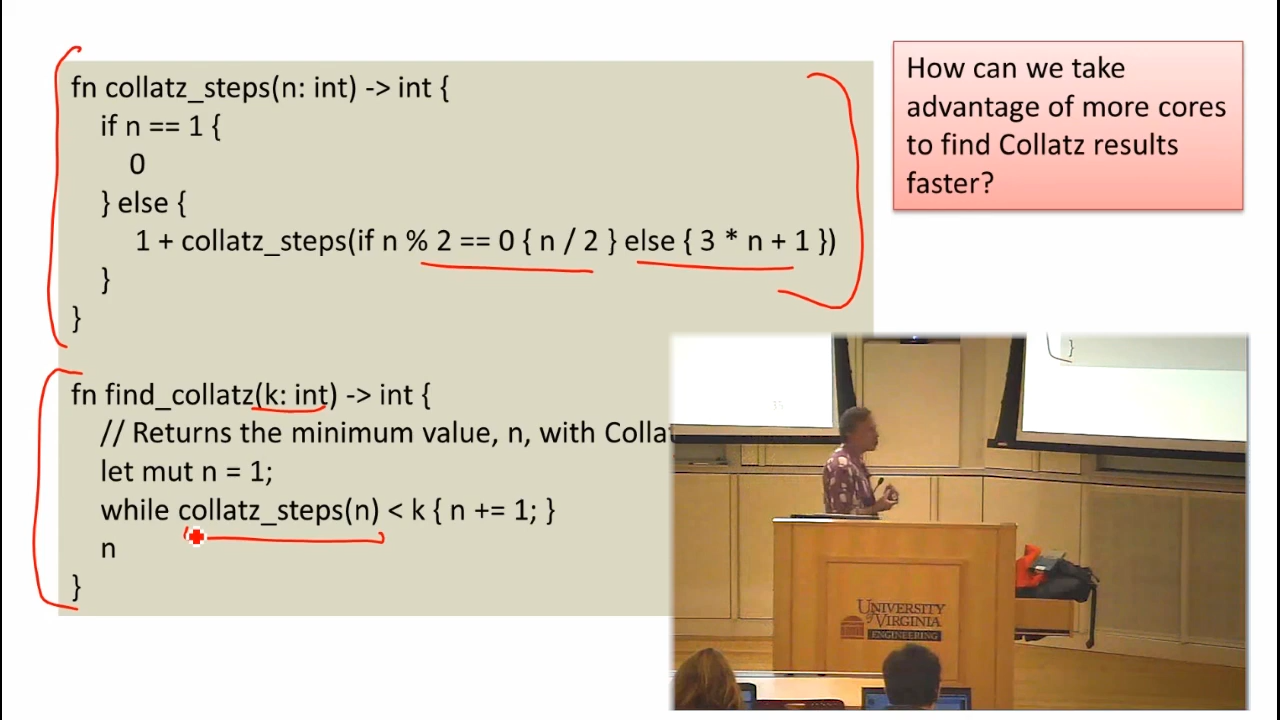 fn collatz_steps(n: int) -> int {
if n == 1 {
0
} else {
1 + collatz_steps(if n % 2 == 0 { n / 2 } else { 3 * n + 1 })
}
}
fn find_collatz(k: int) -> int {
// Returns the minimum value, n, with
let mut n = 1;
while collatz_steps(n) < k { n += 1; }
n
}
How can we take
advantage of more cores
to find Collatz results
faster?
}
UNIVERSITY
of VIRGINIA
ENGINEERING